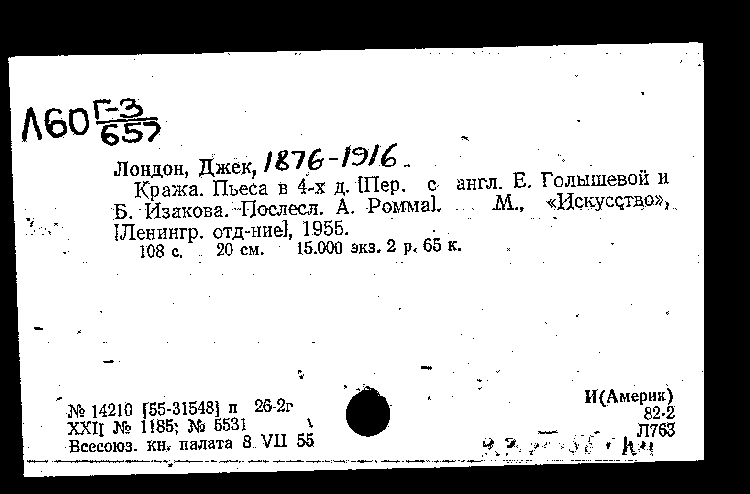 Л60 Г-3/657
Лондон, Джек, 1876-1916.
Кража. Пьеса в 4-х д. [Пер. с англ. Е. Голышевой и
Б. Изакова. Послесл. А. Ромма]. М., «Искусство»,
[Ленингр. отд-ние], 1955.
108 с. 20 см. 15.000 экз. 2 р. 65 к.
И(Америк)
№ 14210 [55-31548] п 26-2г
82-2
XXII № 1185; № 5531
Л763
Всесоюз. кн. палата 8 VII 55